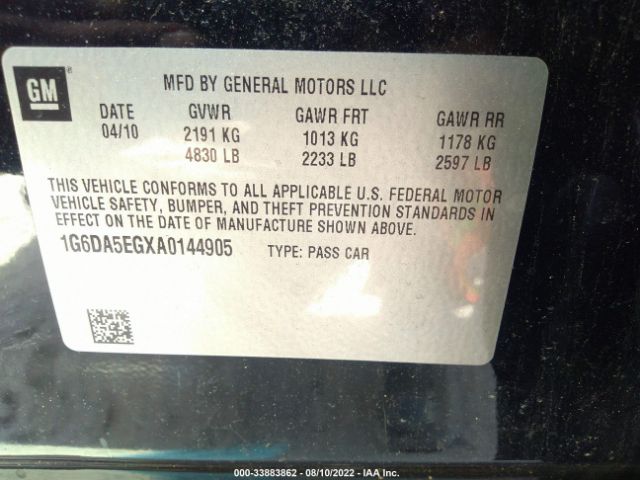 GM
MFD BY GENERAL MOTORS LLC
DATE GVWR GAWR FRT GAWR RR
04/10 2191 KG 1013 KG 1178 KG
4830 LB 2233 LB 2597 LB
THIS VEHICLE CONFORMS TO ALL APPLICABLE U.S. FEDERAL MOTOR
VEHICLE SAFETY, BUMPER, AND THEFT PREVENTION STANDARDS IN
EFFECT ON THE DATE OF MANUFACTURE SHOWN ABOVE.
1G6DA5EGXA0144905 TYPE: PASS CAR
000-33883862 - 08/10/2022 - IAA Inc.